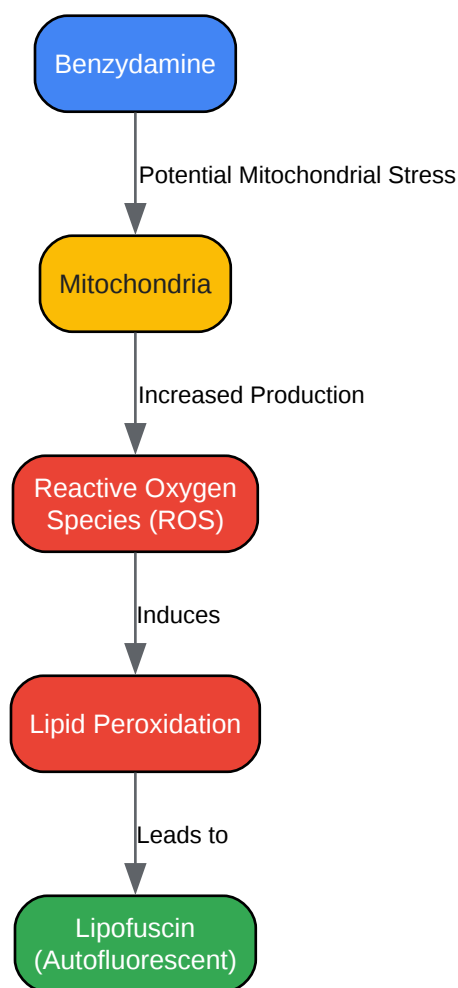 Benzydamine
Potential Mitochondrial Stress
Mitochondria
Increased Production
Reactive Oxygen
Species (ROS)
Induces
Lipid Peroxidation
Leads to
Lipofuscin
(Autofluorescent)